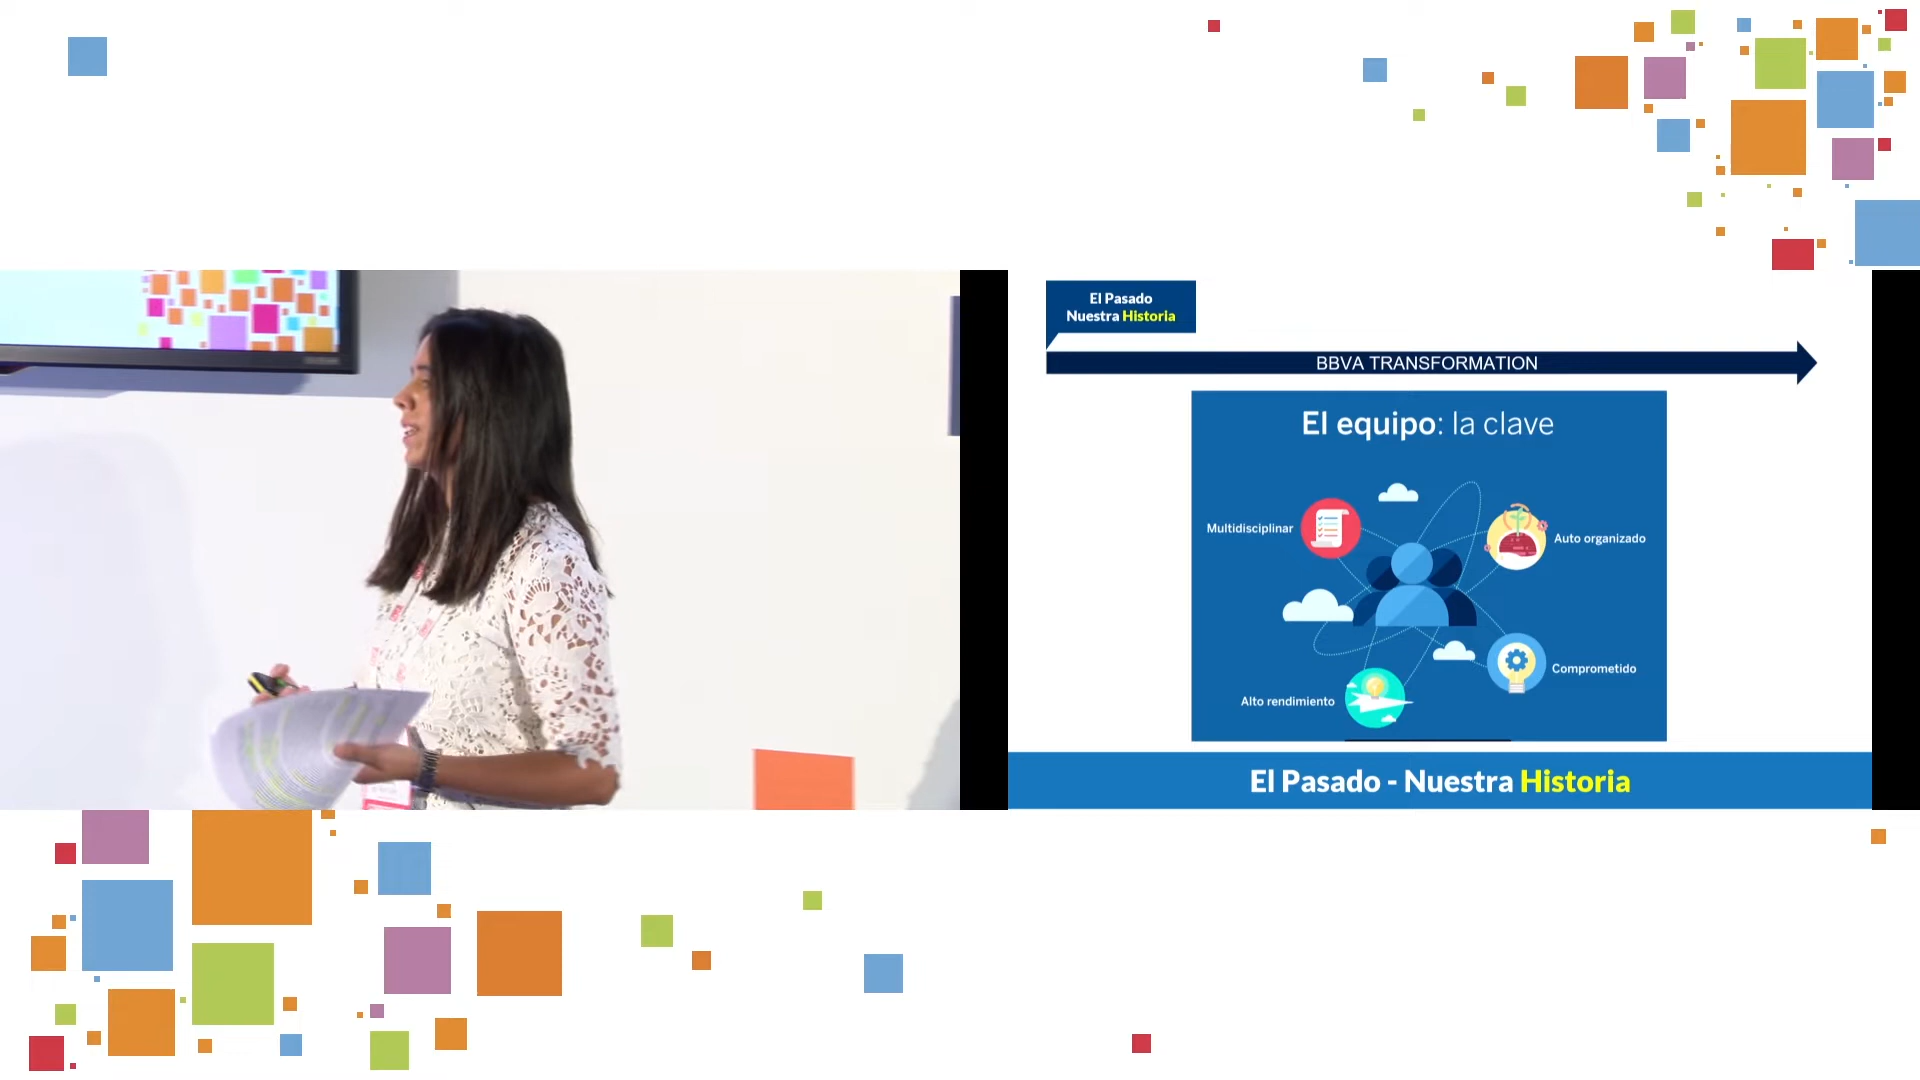 El Pasado
Nuestra Historia
BBVA TRANSFORMATION
El equipo: la clave
Multidisciplinar
Auto organizado
Comprometido
Alto rendimiento
El Pasado - Nuestra Historia